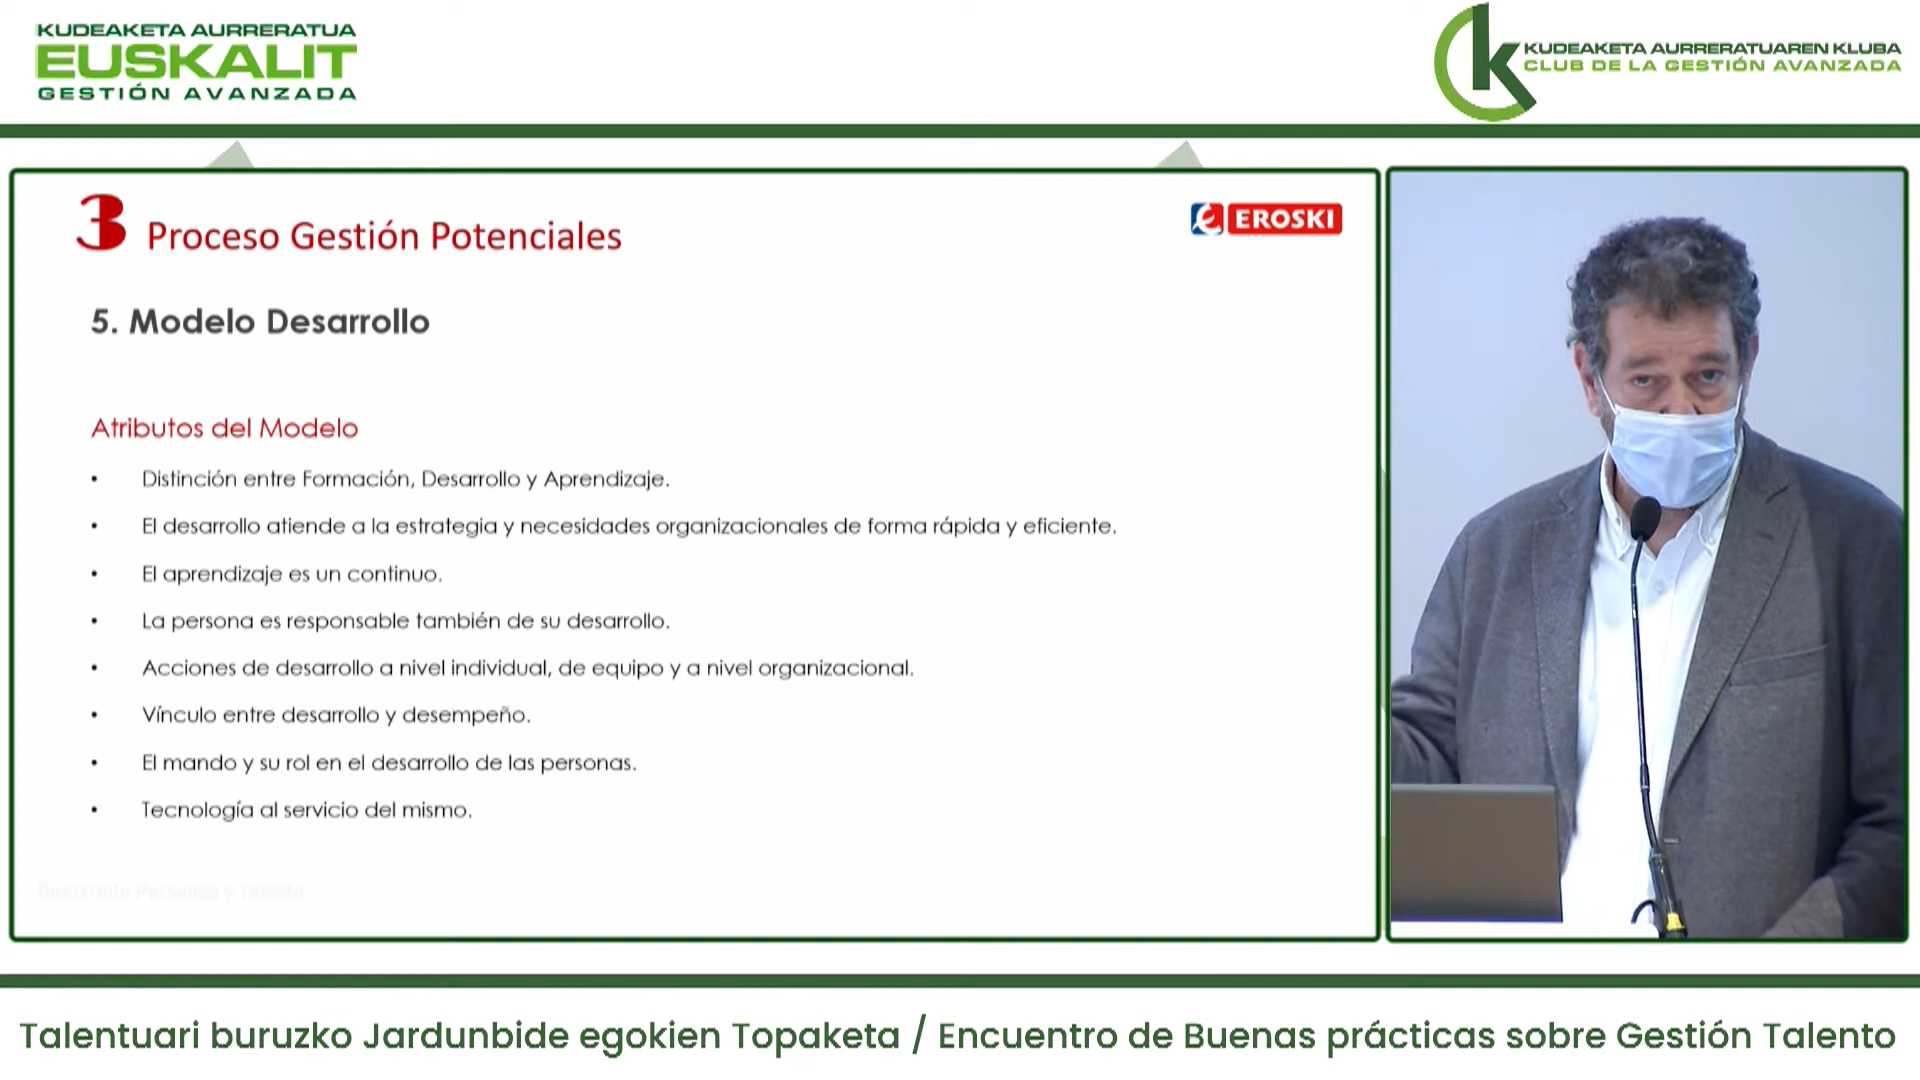 KUDEAKETA AURRERATUA
EUSKALIT
GESTIÓN AVANZADA
k
KUDEAKETA AURRERATUAREN KLUBA
CLUB DE LA GESTIÓN AVANZADA
3 Proceso Gestión Potenciales
e EROSKI
5. Modelo Desarrollo
Atributos del Modelo
• Distinción entre Formación, Desarrollo y Aprendizaje.
• El desarrollo atiende a la estrategia y necesidades organizacionales de forma rápida y eficiente.
• El aprendizaje es un continuo.
• La persona es responsable también de su desarrollo.
• Acciones de desarrollo a nivel individual, de equipo y a nivel organizacional.
• Vínculo entre desarrollo y desempeño.
• El mando y su rol en el desarrollo de las personas.
• Tecnología al servicio del mismo.
Desarrollo Personas y Talento
Talentuari buruzko Jardunbide egokien Topaketa / Encuentro de Buenas prácticas sobre Gestión Talento